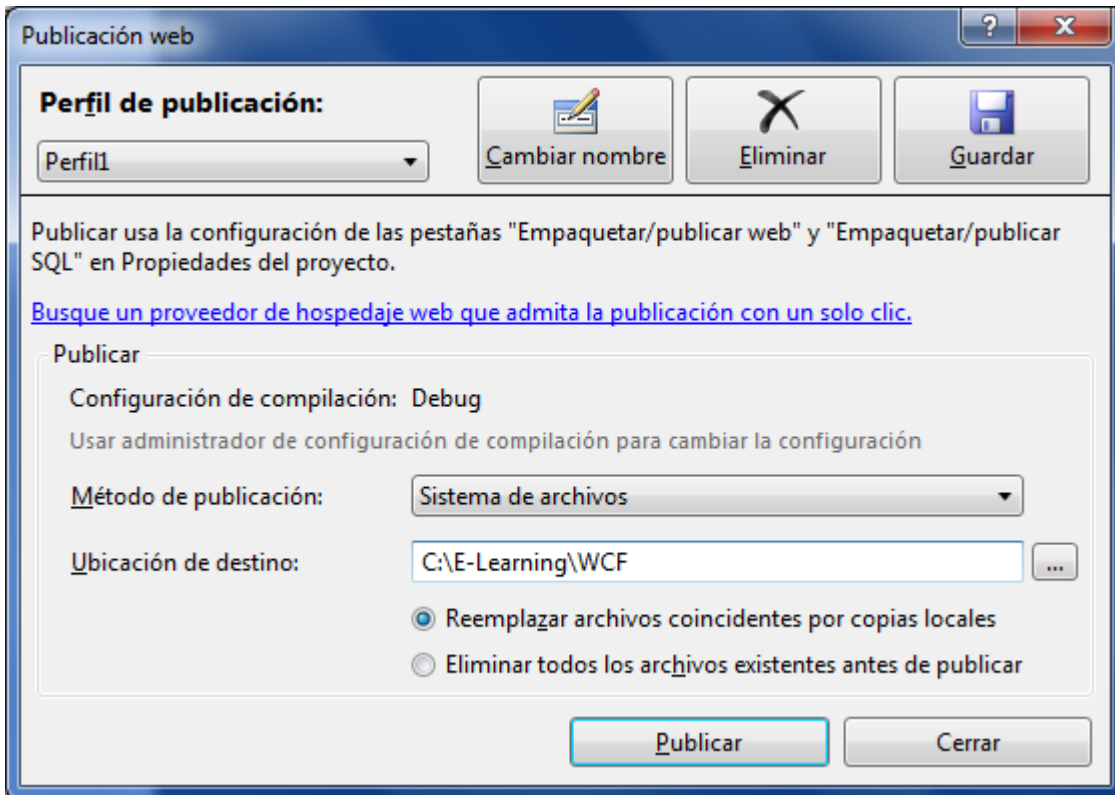 Publicación web
?
X
Perfil de publicación:
Perfil1
Cambiar nombre
Eliminar
Guardar
Publicar usa la configuración de las pestañas "Empaquetar/publicar web" y "Empaquetar/publicar
SQL" en Propiedades del proyecto.
Busque un proveedor de hospedaje web que admita la publicación con un solo clic.
Publicar
Configuración de compilación: Debug
Usar administrador de configuración de compilación para cambiar la configuración
Método de publicación: Sistema de archivos
Ubicación de destino: C:\E-Learning\WCF ...
Reemplazar archivos coincidentes por copias locales
Eliminar todos los archivos existentes antes de publicar
Publicar
Cerrar